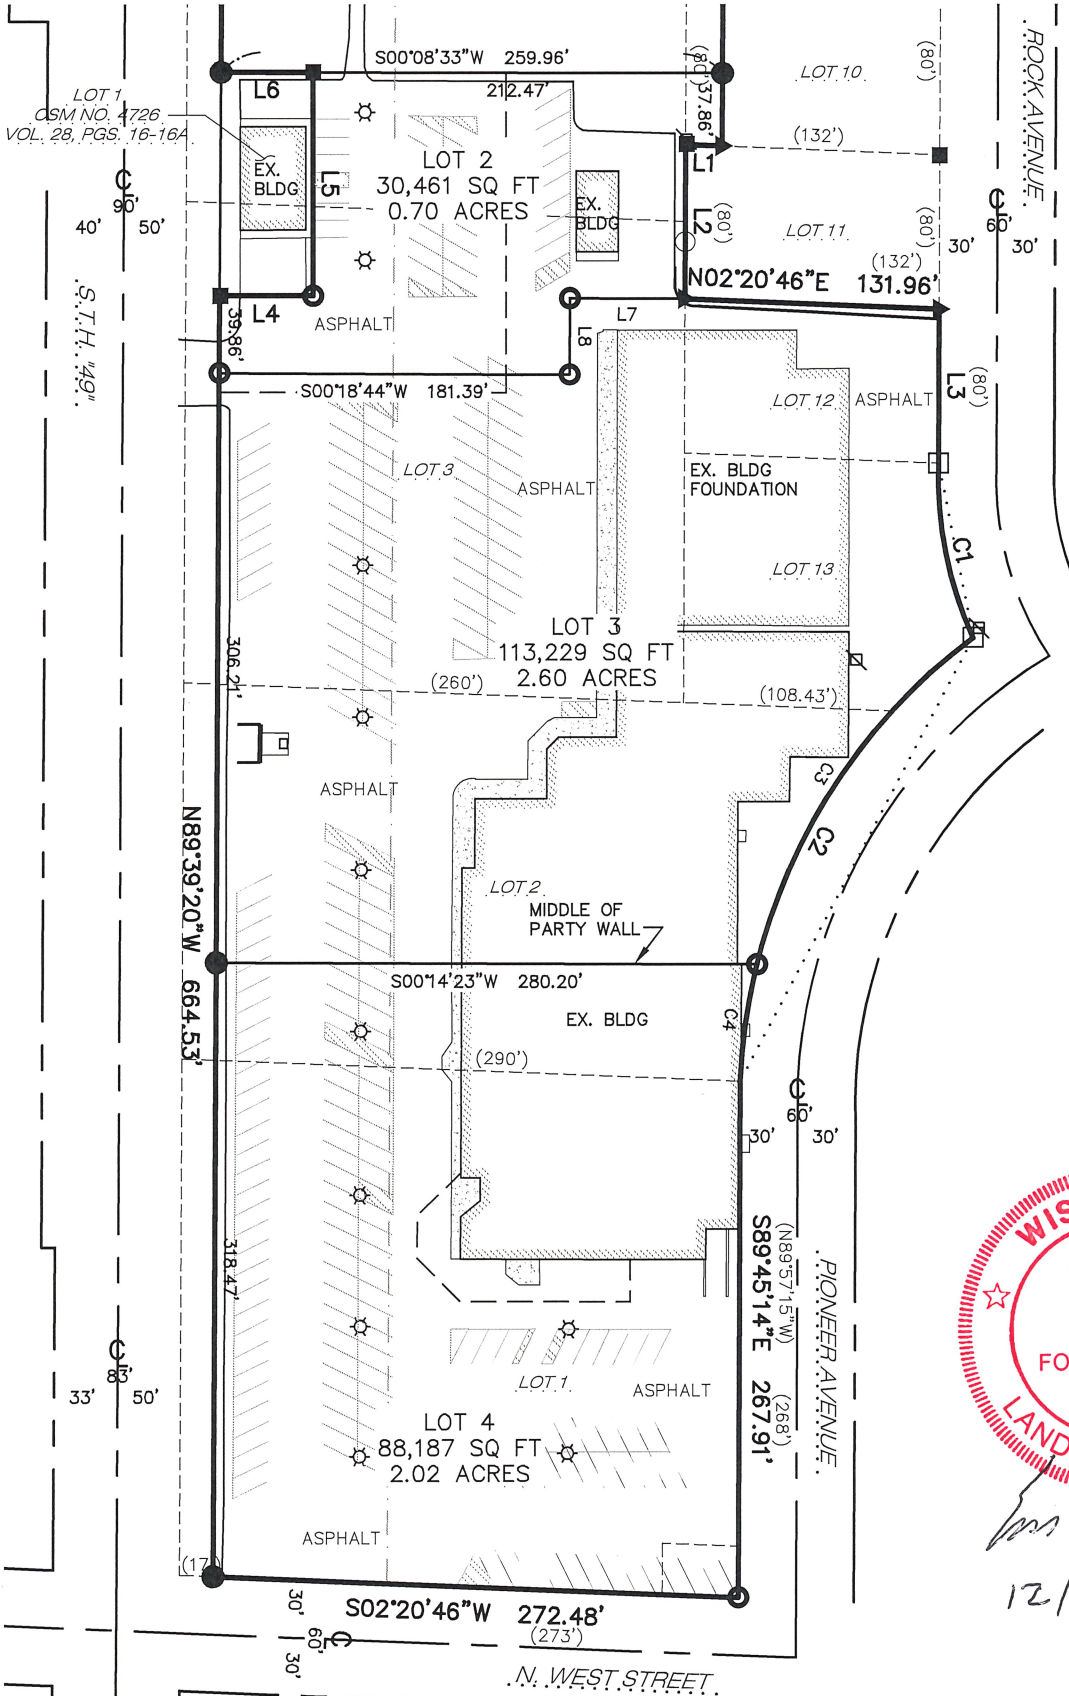 S00°08'33"W 259.96'
212.47'
L6
LOT 1
CSM NO. 4726
VOL. 28, PGS. 16-16A
EX.
BLDG
L5
LOT 2
30,461 SQ FT
0.70 ACRES
EX.
BLDG
(80')
37.86'
L1
L2
(80')
LOT 10
(80')
(132')
LOT 11
(80')
(132')
ROCK AVENUE
C
L
60'
30' 30'
C
L
90'
40' 50'
S.T.H. "49"
N02°20'46"E 131.96'
L4
39.86'
ASPHALT
L7
L8
S00°18'44"W 181.39'
L3
(80')
LOT 12
ASPHALT
LOT 3
ASPHALT
EX. BLDG
FOUNDATION
C1
LOT 13
LOT 3
113,229 SQ FT
2.60 ACRES
306.21'
(260')
(108.43')
ASPHALT
C3
C2
N89°39'20"W 664.53'
LOT 2
MIDDLE OF
PARTY WALL
S00°14'23"W 280.20'
EX. BLDG
C4
(290')
C
L
60'
30' 30'
S89°45'14"E 267.91'
(N89°57'15"W) (268')
PIONEER AVENUE
318.47'
C
L
83'
33' 50'
LOT 1
ASPHALT
LOT 4
88,187 SQ FT
2.02 ACRES
ASPHALT
(17')
S02°20'46"W 272.48'
(273')
30'
60'
C
L
30'
N. WEST STREET
WIS
FO
LAND
12/